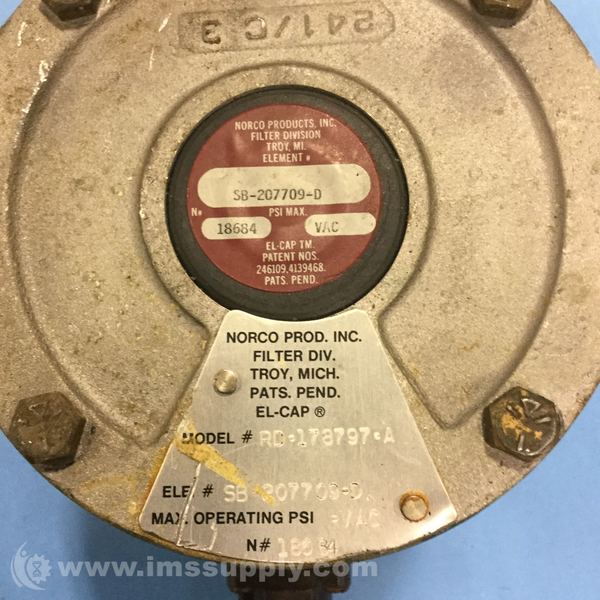 241/C 3
NORCO PRODUCTS, INC.
FILTER DIVISION
TROY, MI.
ELEMENT #
SB-207709-D
N# PSI MAX.
18684 VAC
EL-CAP TM.
PATENT NOS.
246109,4139468.
PATS. PEND.
NORCO PROD. INC.
FILTER DIV.
TROY, MICH.
PATS. PEND.
EL-CAP ®
MODEL # RD-178797-A
ELE # SB-207709-D
MAX. OPERATING PSI -VAC
N# 18684
www.imssupply.com